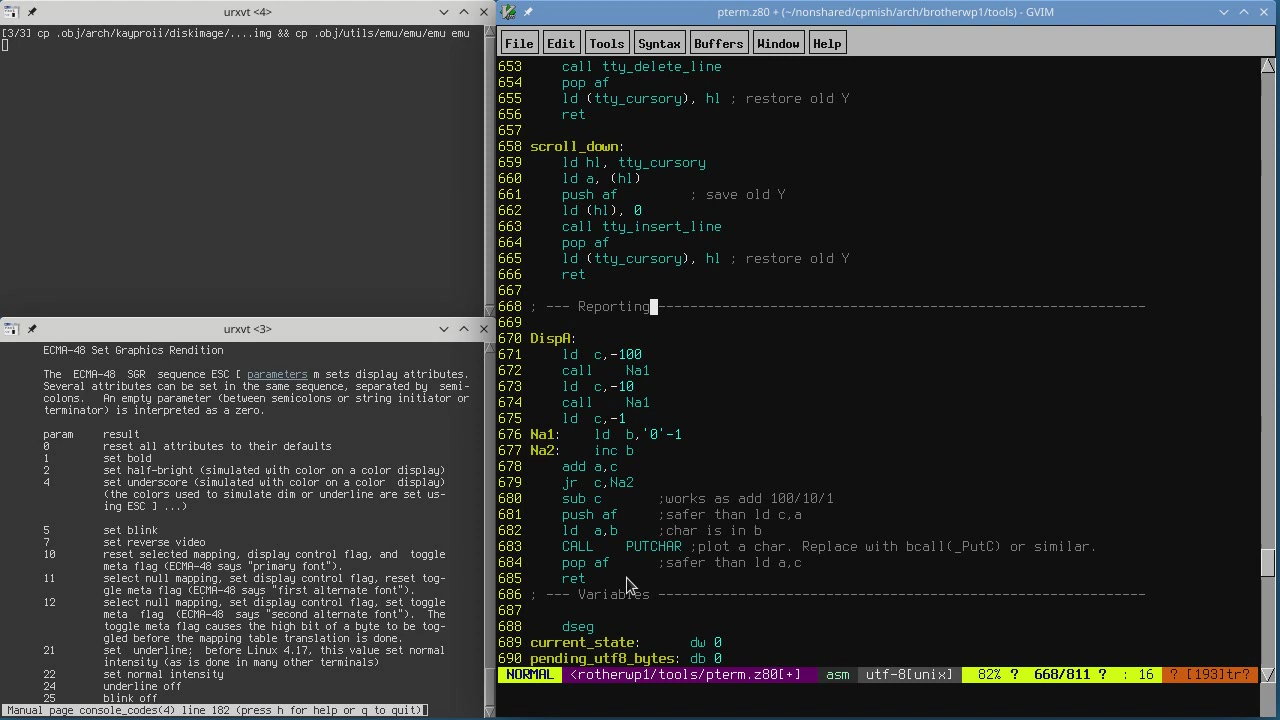 urxvt <4>
[3/3] cp .obj/arch/kayproii/diskimage/....img && cp .obj/utils/emu/emu/emu emu
urxvt <3>
ECMA-48 Set Graphics Rendition
The ECMA-48 SGR sequence ESC [ parameters m sets display attributes.
Several attributes can be set in the same sequence, separated by semi-
colons. An empty parameter (between semicolons or string initiator or
terminator) is interpreted as a zero.
param result
0 reset all attributes to their defaults
1 set bold
2 set half-bright (simulated with color on a color display)
4 set underscore (simulated with color on a color display)
(the colors used to simulate dim or underline are set us-
ing ESC ] ...)
5 set blink
7 set reverse video
10 reset selected mapping, display control flag, and toggle
meta flag (ECMA-48 says "primary font").
11 select null mapping, set display control flag, reset tog-
gle meta flag (ECMA-48 says "first alternate font").
12 select null mapping, set display control flag, set toggle
meta flag (ECMA-48 says "second alternate font"). The
toggle meta flag causes the high bit of a byte to be tog-
gled before the mapping table translation is done.
21 set underline; before Linux 4.17, this value set normal
intensity (as is done in many other terminals)
22 set normal intensity
24 underline off
25 blink off
Manual page console_codes(4) line 182 (press h for help or q to quit)
pterm.z80 + (~/nonshared/cpmish/arch/brotherwp1/tools) - GVIM
File Edit Tools Syntax Buffers Window Help
653 call tty_delete_line
654 pop af
655 ld (tty_cursory), hl ; restore old Y
656 ret
657
658 scroll_down:
659 ld hl, tty_cursory
660 ld a, (hl)
661 push af ; save old Y
662 ld (hl), 0
663 call tty_insert_line
664 pop af
665 ld (tty_cursory), hl ; restore old Y
666 ret
667
668 ; --- Reporting --------------------------------------------------------------
669
670 DispA:
671 ld c,-100
672 call Na1
673 ld c,-10
674 call Na1
675 ld c,-1
676 Na1: ld b,'0'-1
677 Na2: inc b
678 add a,c
679 jr c,Na2
680 sub c ;works as add 100/10/1
681 push af ;safer than ld c,a
682 ld a,b ;char is in b
683 CALL PUTCHAR ;plot a char. Replace with bcall(_PutC) or similar.
684 pop af ;safer than ld a,c
685 ret
686 ; --- Variables --------------------------------------------------------------
687
688 dseg
689 current_state: dw 0
690 pending_utf8_bytes: db 0
NORMAL <rotherwp1/tools/pterm.z80[+] asm utf-8[unix] 82% ? 668/811 ? : 16 ? [193]tr?